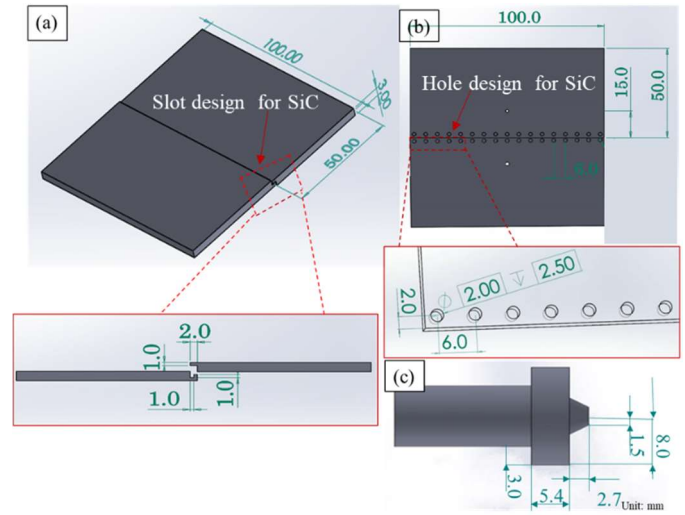 (a)
100.00
3.00
Slot design for SiC
50.00
2.0
1.0
1.0
1.0
(b)
100.0
Hole design for SiC
15.0
50.0
6.0
2.0
Ø 2.00 ↧ 2.50
6.0
(c)
3.0
5.4
2.7
1.5
8.0
Unit: mm